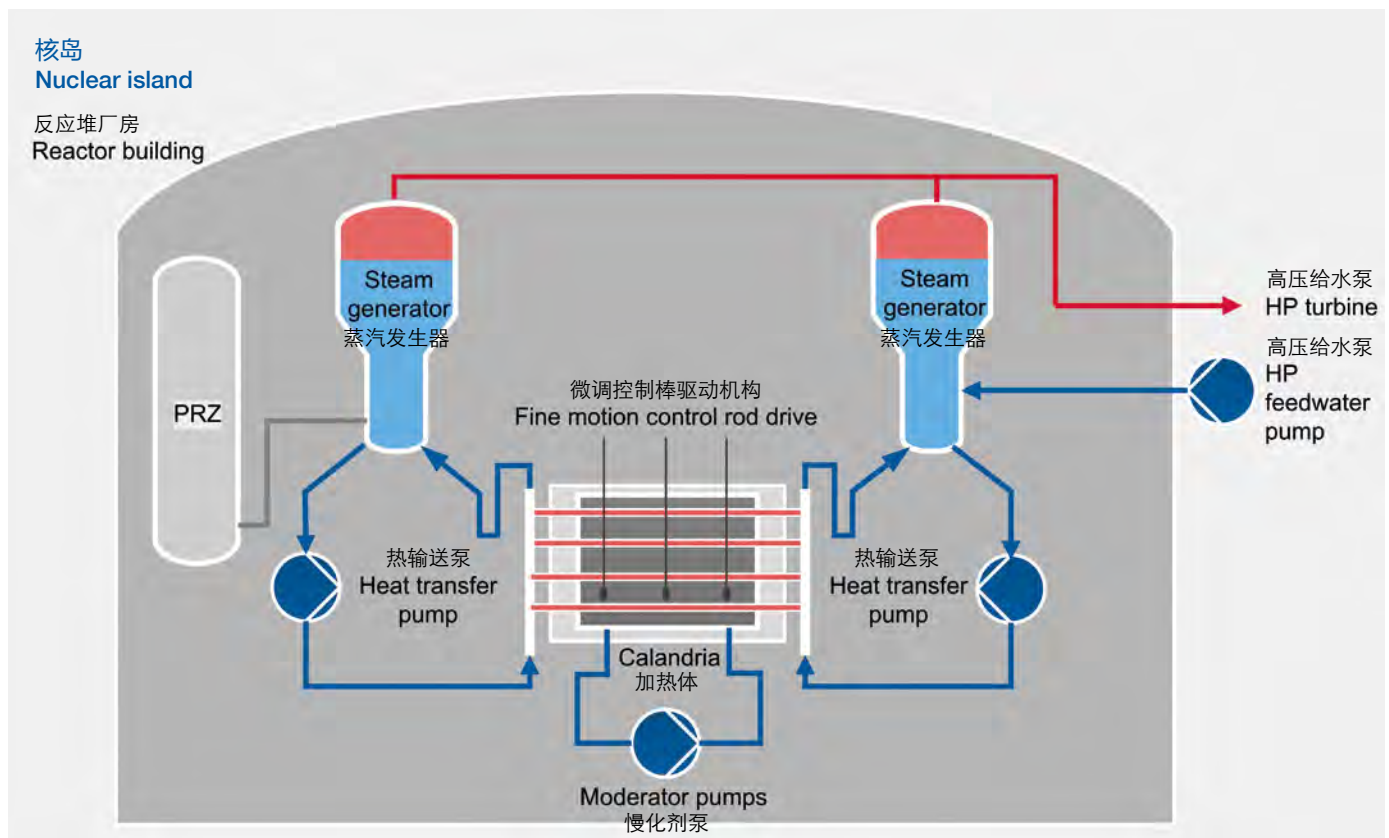 核岛
Nuclear island
反应堆厂房
Reactor building
Steam
generator
蒸汽发生器
Steam
generator
蒸汽发生器
高压给水泵
HP turbine
高压给水泵
HP
feedwater
pump
PRZ
微调控制棒驱动机构
Fine motion control rod drive
热输送泵
Heat transfer
pump
热输送泵
Heat transfer
pump
Calandria
加热体
Moderator pumps
慢化剂泵